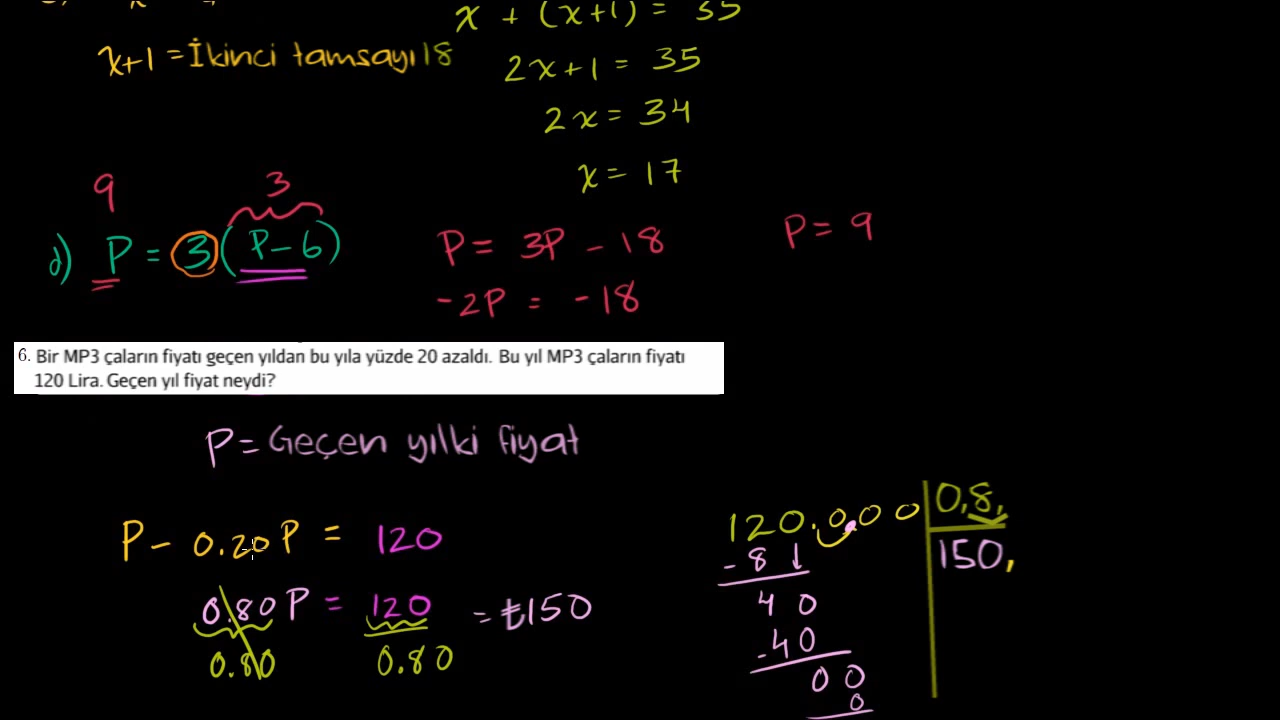 x + (x+1) = 35
x+1 = İkinci tamsayı 18
2x+1 = 35
2x = 34
x = 17
9
3
d) P = 3(P-6)
P = 3P - 18
P = 9
-2P = -18
6. Bir MP3 çaların fiyatı geçen yıldan bu yıla yüzde 20 azaldı. Bu yıl MP3 çaların fiyatı
120 Lira. Geçen yıl fiyat neydi?
P = Geçen yılki fiyat
P - 0.20P = 120
0.80P = 120 = ₺150
0.80 0.80
120.000 0,8,
- 8 150,
40
-40
00
0